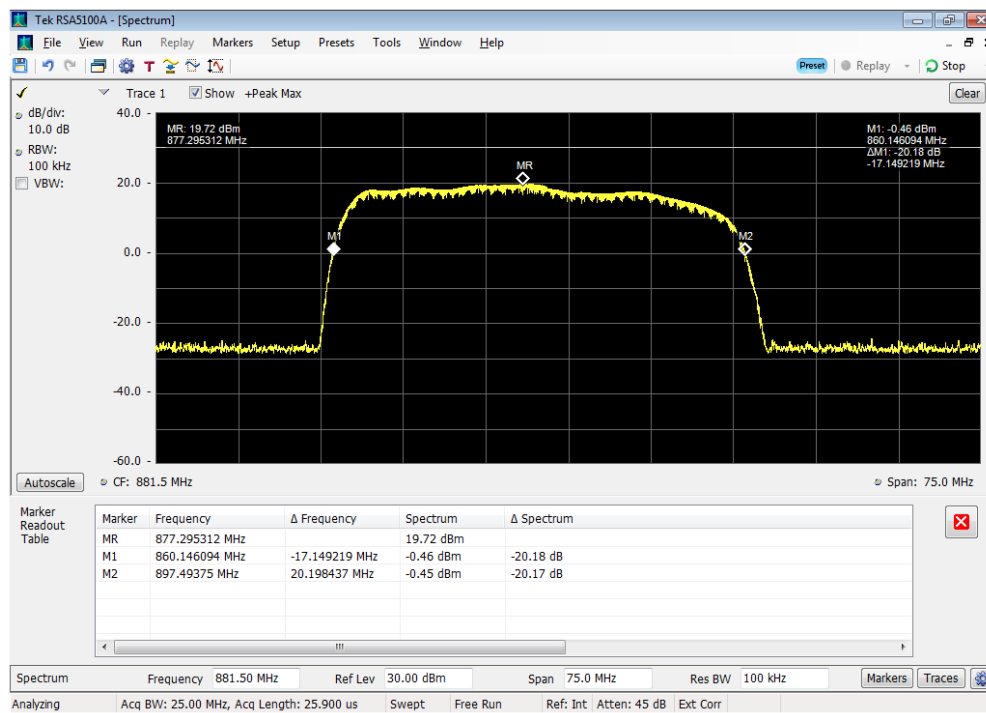 Tek RSA5100A - [Spectrum]
File View Run Replay Markers Setup Presets Tools Window Help
T Preset Replay Stop
Trace 1 Show +Peak Max Clear
dB/div:
10.0 dB
RBW:
100 kHz
VBW:
40.0 -
20.0 -
0.0 -
-20.0 -
-40.0 -
-60.0 -
MR: 19.72 dBm
877.295312 MHz
M1: -0.46 dBm
860.146094 MHz
ΔM1: -20.18 dB
-17.149219 MHz
MR
M1
M2
Autoscale CF: 881.5 MHz Span: 75.0 MHz
Marker
Readout
Table
Marker Frequency Δ Frequency Spectrum Δ Spectrum
MR 877.295312 MHz 19.72 dBm
M1 860.146094 MHz -17.149219 MHz -0.46 dBm -20.18 dB
M2 897.49375 MHz 20.198437 MHz -0.45 dBm -20.17 dB
Spectrum Frequency 881.50 MHz Ref Lev 30.00 dBm Span 75.0 MHz Res BW 100 kHz Markers Traces
Analyzing Acq BW: 25.00 MHz, Acq Length: 25.900 us Swept Free Run Ref: Int Atten: 45 dB Ext Corr